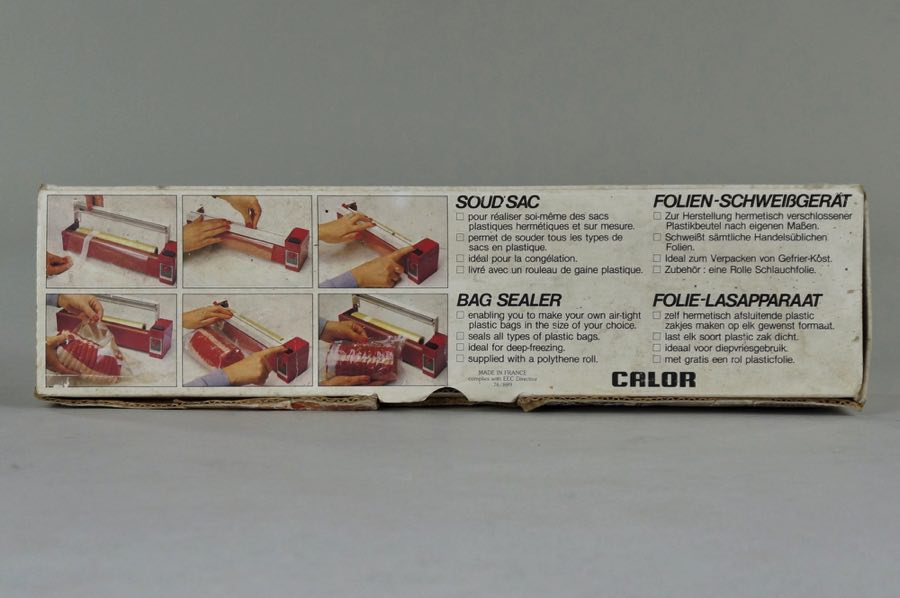 SOUD'SAC
☐ pour réaliser soi-même des sacs
plastiques hermétiques et sur mesure.
☐ permet de souder tous les types de
sacs en plastique.
☐ idéal pour la congélation.
☐ livré avec un rouleau de gaine plastique.
FOLIEN-SCHWEIßGERÄT
☐ Zur Herstellung hermetisch verschlossener
Plastikbeutel nach eigenen Maßen.
☐ Schweißt sämtliche Handelsüblichen
Folien.
☐ Ideal zum Verpacken von Gefrier-Kost.
☐ Zubehör : eine Rolle Schlauchfolie.
BAG SEALER
☐ enabling you to make your own air-tight
plastic bags in the size of your choice.
☐ seals all types of plastic bags.
☐ ideal for deep-freezing.
☐ supplied with a polythene roll.
MADE IN FRANCE
complies with EEC Directive
FOLIE-LASAPPARAAT
☐ zelf hermetisch afsluitende plastic
zakjes maken op elk gewenst formaat.
☐ last elk soort plastic zak dicht.
☐ ideaal voor diepvriesgebruik.
☐ met gratis een rol plasticfolie.
CALOR